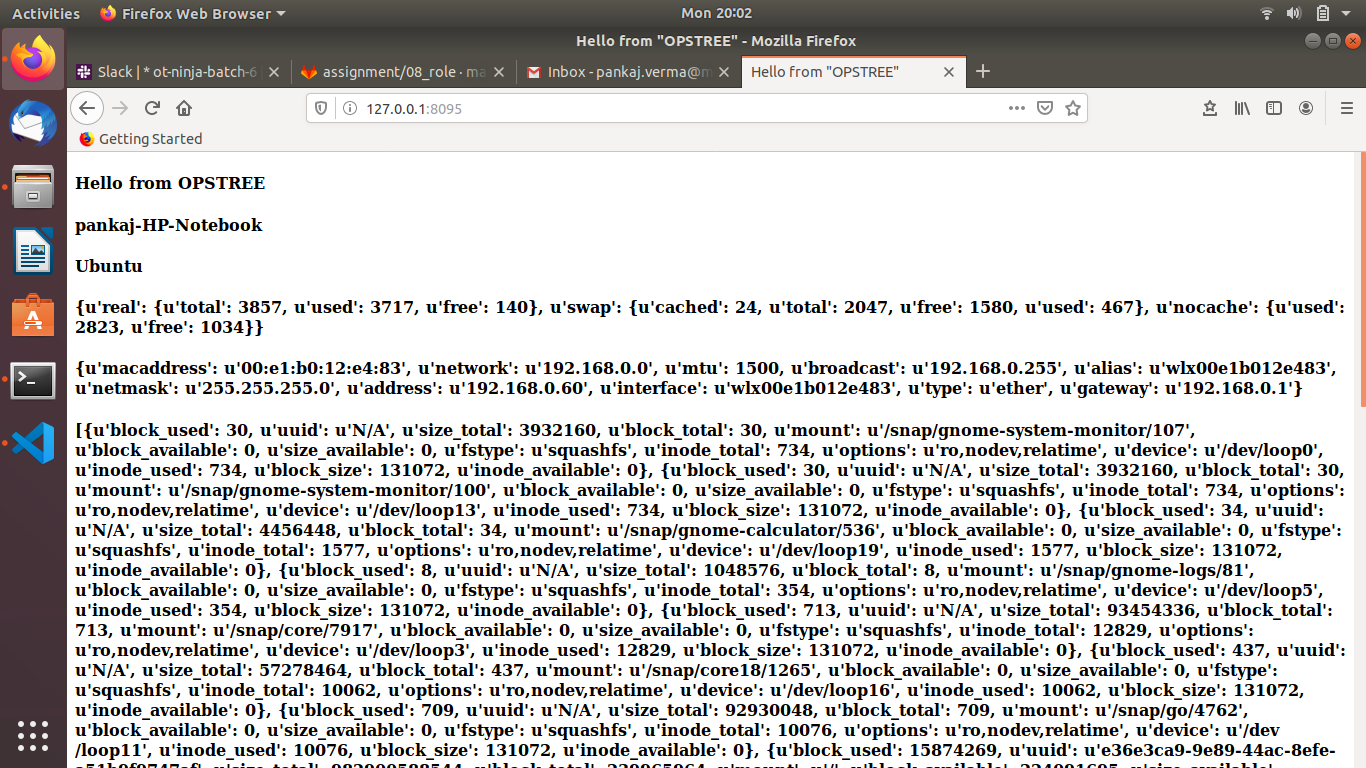 Activities
Firefox Web Browser
Mon 20:02
Hello from "OPSTREE" - Mozilla Firefox
Slack | * ot-ninja-batch-6
assignment/08_role · ma
Inbox - pankaj.verma@m
Hello from "OPSTREE"
127.0.0.1:8095
Getting Started
Hello from OPSTREE
pankaj-HP-Notebook
Ubuntu
{u'real': {u'total': 3857, u'used': 3717, u'free': 140}, u'swap': {u'cached': 24, u'total': 2047, u'free': 1580, u'used': 467}, u'nocache': {u'used':
2823, u'free': 1034}}
{u'macaddress': u'00:e1:b0:12:e4:83', u'network': u'192.168.0.0', u'mtu': 1500, u'broadcast': u'192.168.0.255', u'alias': u'wlx00e1b012e483',
u'netmask': u'255.255.255.0', u'address': u'192.168.0.60', u'interface': u'wlx00e1b012e483', u'type': u'ether', u'gateway': u'192.168.0.1'}
[{u'block_used': 30, u'uuid': u'N/A', u'size_total': 3932160, u'block_total': 30, u'mount': u'/snap/gnome-system-monitor/107',
u'block_available': 0, u'size_available': 0, u'fstype': u'squashfs', u'inode_total': 734, u'options': u'ro,nodev,relatime', u'device': u'/dev/loop0',
u'inode_used': 734, u'block_size': 131072, u'inode_available': 0}, {u'block_used': 30, u'uuid': u'N/A', u'size_total': 3932160, u'block_total': 30,
u'mount': u'/snap/gnome-system-monitor/100', u'block_available': 0, u'size_available': 0, u'fstype': u'squashfs', u'inode_total': 734, u'options':
u'ro,nodev,relatime', u'device': u'/dev/loop13', u'inode_used': 734, u'block_size': 131072, u'inode_available': 0}, {u'block_used': 34, u'uuid':
u'N/A', u'size_total': 4456448, u'block_total': 34, u'mount': u'/snap/gnome-calculator/536', u'block_available': 0, u'size_available': 0, u'fstype':
u'squashfs', u'inode_total': 1577, u'options': u'ro,nodev,relatime', u'device': u'/dev/loop19', u'inode_used': 1577, u'block_size': 131072,
u'inode_available': 0}, {u'block_used': 8, u'uuid': u'N/A', u'size_total': 1048576, u'block_total': 8, u'mount': u'/snap/gnome-logs/81',
u'block_available': 0, u'size_available': 0, u'fstype': u'squashfs', u'inode_total': 354, u'options': u'ro,nodev,relatime', u'device': u'/dev/loop5',
u'inode_used': 354, u'block_size': 131072, u'inode_available': 0}, {u'block_used': 713, u'uuid': u'N/A', u'size_total': 93454336, u'block_total':
713, u'mount': u'/snap/core/7917', u'block_available': 0, u'size_available': 0, u'fstype': u'squashfs', u'inode_total': 12829, u'options':
u'ro,nodev,relatime', u'device': u'/dev/loop3', u'inode_used': 12829, u'block_size': 131072, u'inode_available': 0}, {u'block_used': 437, u'uuid':
u'N/A', u'size_total': 57278464, u'block_total': 437, u'mount': u'/snap/core18/1265', u'block_available': 0, u'size_available': 0, u'fstype':
u'squashfs', u'inode_total': 10062, u'options': u'ro,nodev,relatime', u'device': u'/dev/loop16', u'inode_used': 10062, u'block_size': 131072,
u'inode_available': 0}, {u'block_used': 709, u'uuid': u'N/A', u'size_total': 92930048, u'block_total': 709, u'mount': u'/snap/go/4762',
u'block_available': 0, u'size_available': 0, u'fstype': u'squashfs', u'inode_total': 10076, u'options': u'ro,nodev,relatime', u'device': u'/dev
/loop11', u'inode_used': 10076, u'block_size': 131072, u'inode_available': 0}, {u'block_used': 15874269, u'uuid': u'e36e3ca9-9e89-44ac-8efe-